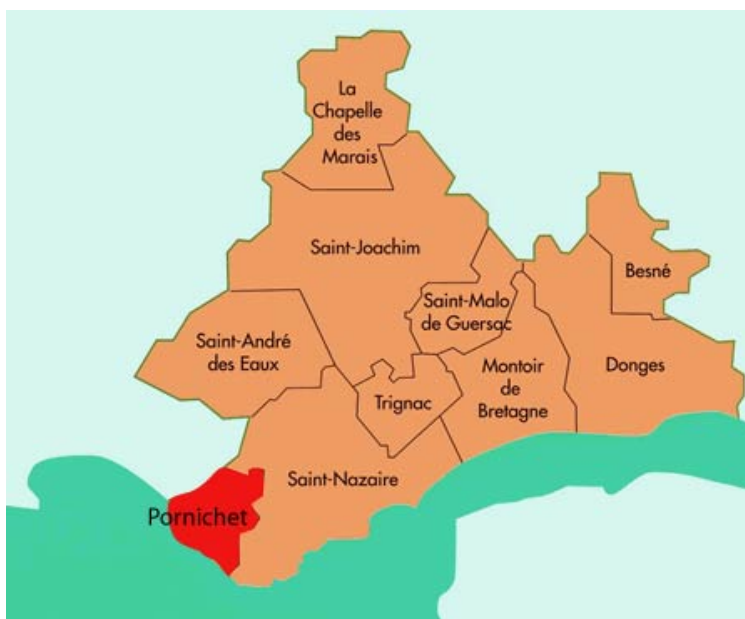 La
Chapelle
des
Marais
Saint-Joachim
Besné
Saint-Malo
de Guersac
Saint-André
des Eaux
Montoir
de
Bretagne
Donges
Trignac
Saint-Nazaire
Pornichet